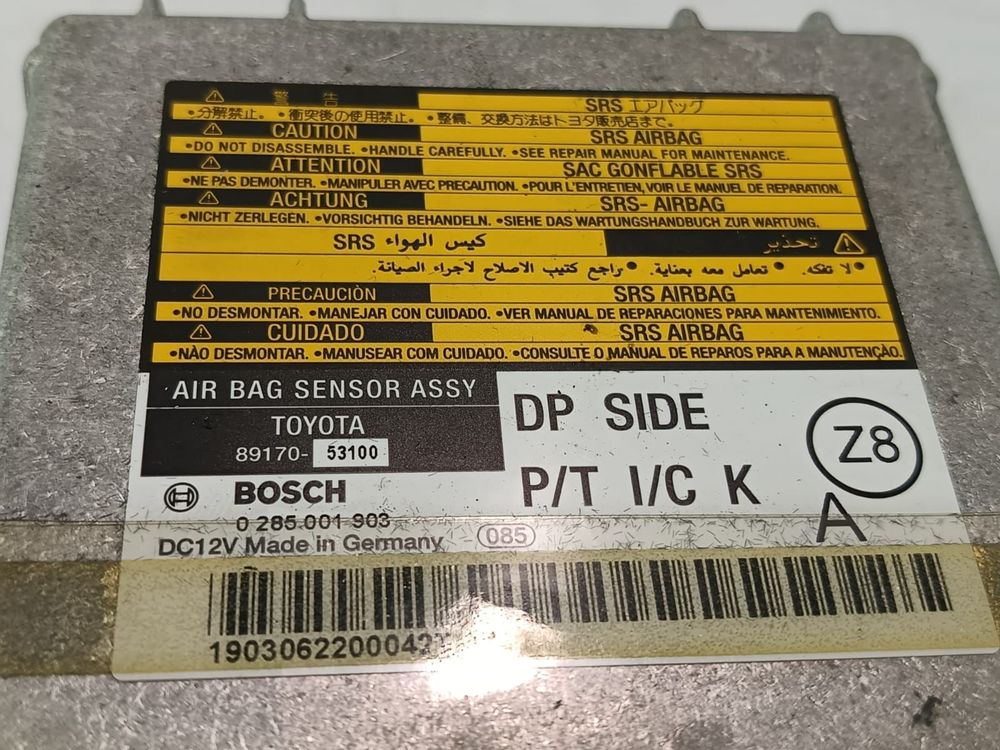 警告 SRS エアバッグ
•分解禁止。 •衝突後の使用禁止。 •整備、交換方法はトヨタ販売店まで。
CAUTION SRS AIRBAG
•DO NOT DISASSEMBLE. •HANDLE CAREFULLY. •SEE REPAIR MANUAL FOR MAINTENANCE.
ATTENTION SAC GONFLABLE SRS
•NE PAS DEMONTER. •MANIPULER AVEC PRECAUTION. •POUR L'ENTRETIEN, VOIR LE MANUEL DE REPARATION.
ACHTUNG SRS- AIRBAG
•NICHT ZERLEGEN. •VORSICHTIG BEHANDELN. •SIEHE DAS WARTUNGSHANDBUCH ZUR WARTUNG.
تحذير كيس الهواء SRS
•لا تفكه. •تعامل معه بعناية. •راجع كتيب الاصلاح لاجراء الصيانة.
PRECAUCIÒN SRS AIRBAG
•NO DESMONTAR. •MANEJAR CON CUIDADO. •VER MANUAL DE REPARACIONES PARA MANTENIMIENTO.
CUIDADO SRS AIRBAG
•NÀO DESMONTAR. •MANUSEAR COM CUIDADO. •CONSULTE O MANUAL DE REPAROS PARA A MANUTENÇÀO.
AIR BAG SENSOR ASSY
TOYOTA
89170- 53100
DP SIDE
P/T I/C K
Z8
A
BOSCH
0 285 001 903
DC12V Made in Germany 085
1903062200042